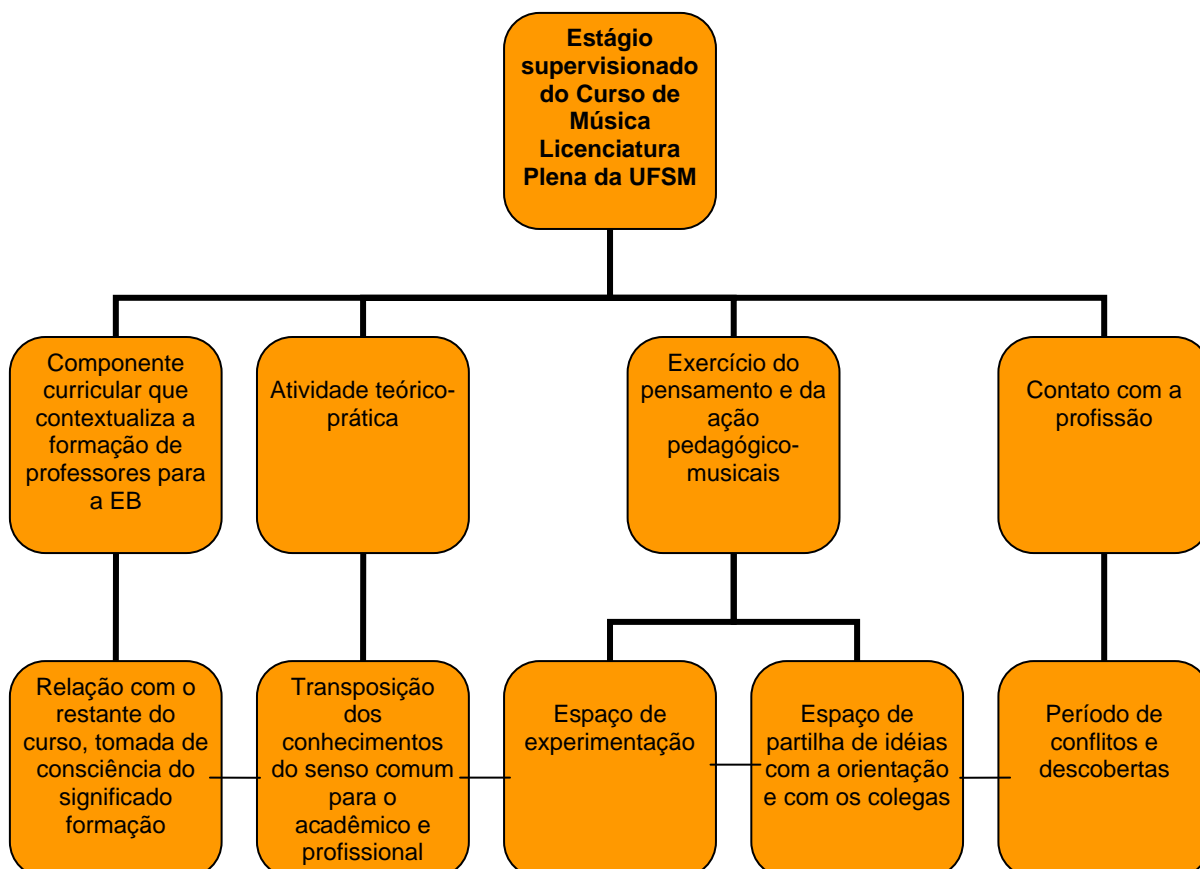 Estágio
supervisionado
do Curso de
Música
Licenciatura
Plena da UFSM
Componente
curricular que
contextualiza a
formação de
professores para
a EB
Atividade teórico-
prática
Exercício do
pensamento e da
ação
pedagógico-
musicais
Contato com a
profissão
Relação com o
restante do
curso, tomada de
consciência do
significado
formação
Transposição
dos
conhecimentos
do senso comum
para o
acadêmico e
profissional
Espaço de
experimentação
Espaço de
partilha de idéias
com a orientação
e com os colegas
Período de
conflitos e
descobertas